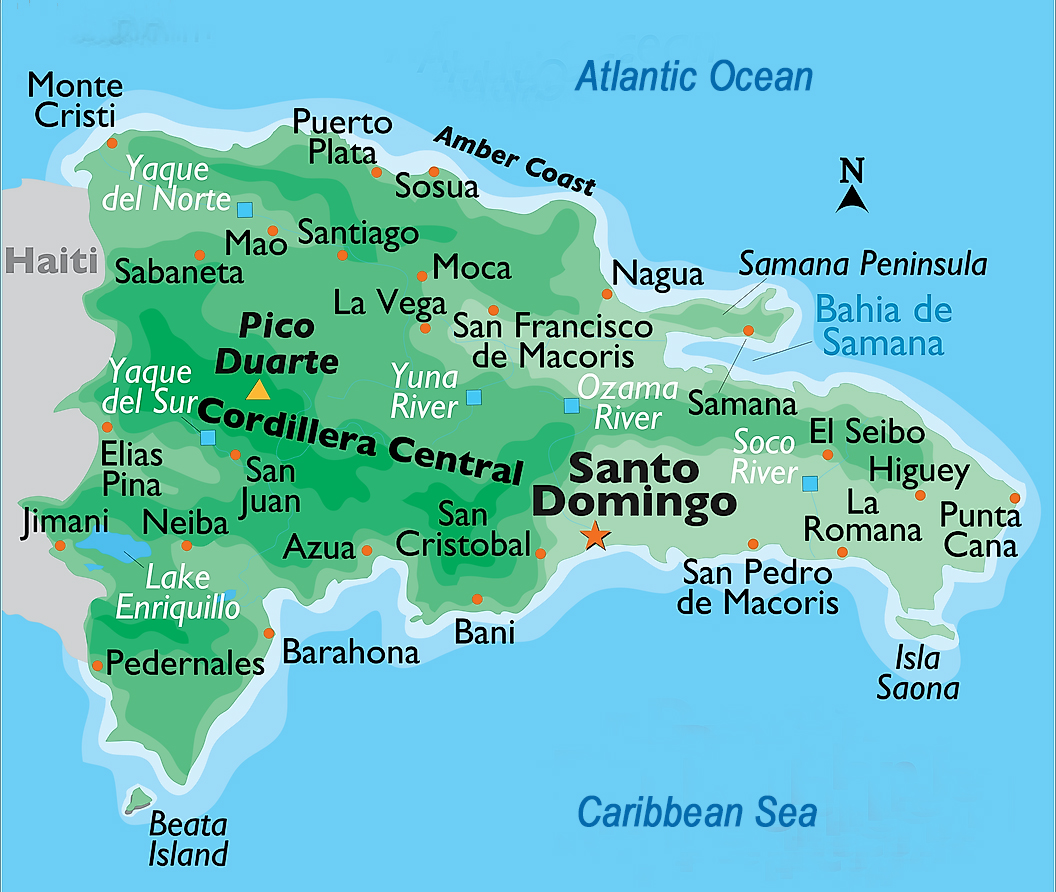 Atlantic Ocean
Monte
Cristi
Puerto
Plata
Amber Coast
Sosua
N
Yaque
del Norte
Haiti
Mao
Santiago
Sabaneta
Moca
Nagua
Samana Peninsula
La Vega
San Francisco
de Macoris
Bahia de
Samana
Pico
Duarte
Yaque
del Sur
Yuna
River
Ozama
River
Samana
Cordillera Central
El Seibo
Soco
River
Higuey
Elias
Pina
San
Juan
Santo
Domingo
La
Romana
Punta
Cana
Jimani
Neiba
Azua
San
Cristobal
Lake
Enriquillo
San Pedro
de Macoris
Bani
Barahona
Pedernales
Isla
Saona
Beata
Island
Caribbean Sea